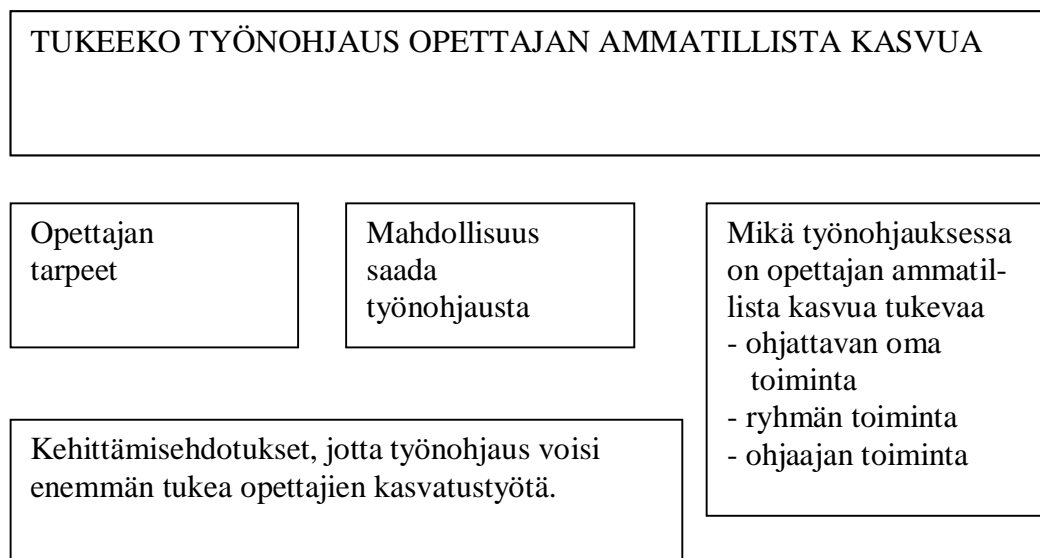 TUKEEKO TYÖNOHJAUS OPETTAJAN AMMATILLISTA KASVUA
Opettajan
tarpeet
Mahdollisuus
saada
työnohjausta
Mikä työnohjauksessa
on opettajan ammatil-
lista kasvua tukevaa
- ohjattavan oma
toiminta
- ryhmän toiminta
- ohjaajan toiminta
Kehittämisehdotukset, jotta työnohjaus voisi
enemmän tukea opettajien kasvatustyötä.